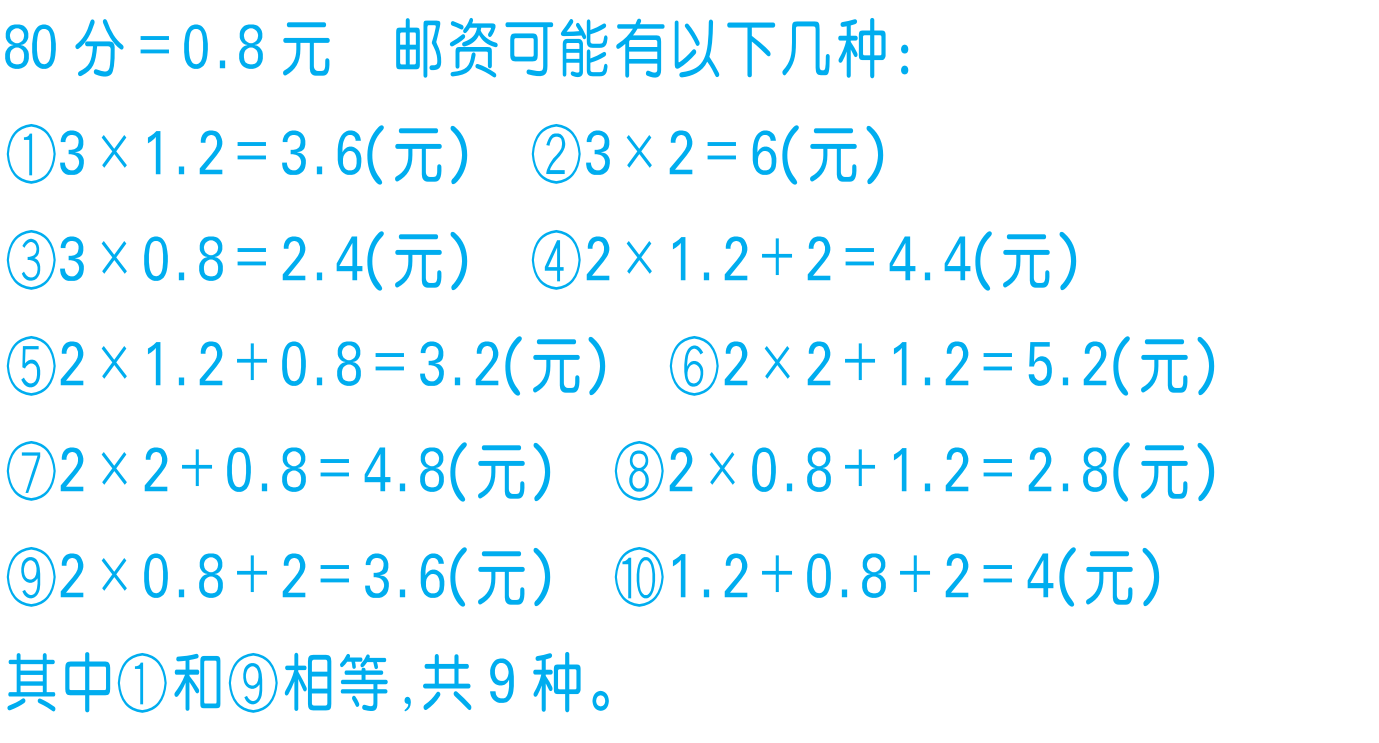 80 分=0.8 元　邮资可能有以下几种:
①3×1.2=3.6(元)　②3×2=6(元)
③3×0.8=2.4(元)　④2×1.2+2=4.4(元)
⑤2×1.2+0.8=3.2(元)　⑥2×2+1.2=5.2(元)
⑦2×2+0.8=4.8(元)　⑧2×0.8+1.2=2.8(元)
⑨2×0.8+2=3.6(元)　⑩1.2+0.8+2=4(元)
其中①和⑨相等,共 9 种。